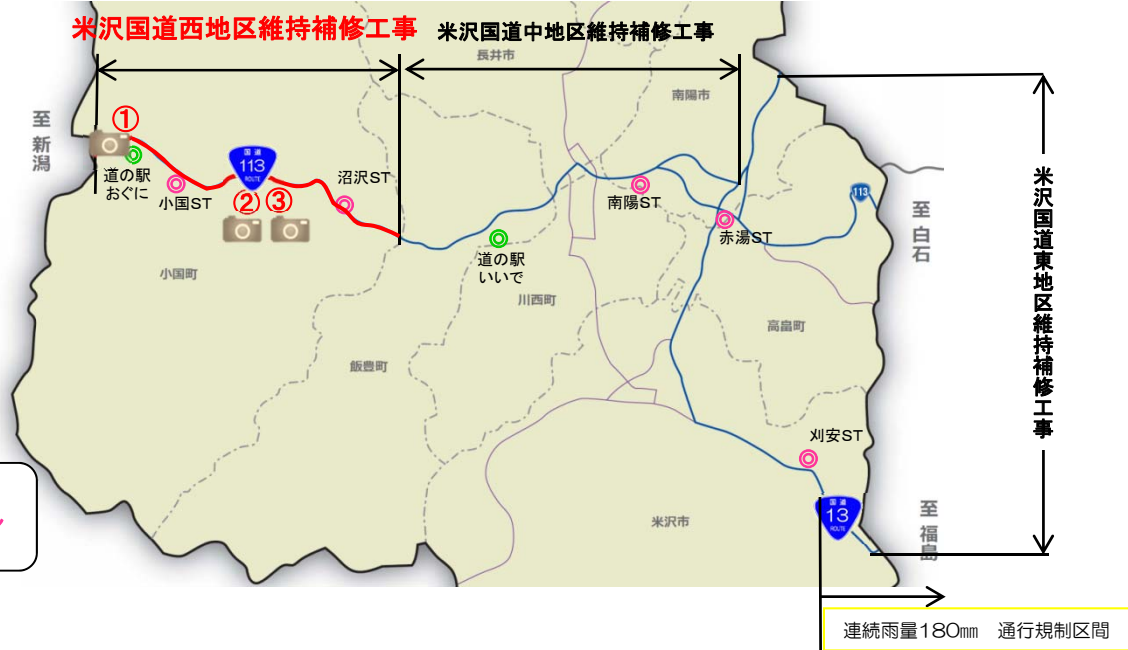 米沢国道西地区維持補修工事
米沢国道中地区維持補修工事
長井市
南陽市
至 新潟
①
道の駅
おぐに
小国ST
国道
113
ROUTE
②
③
沼沢ST
小国町
道の駅
いいで
南陽ST
赤湯ST
113
至 白石
川西町
高畠町
飯豊町
米沢国道東地区維持補修工事
刈安ST
国道
13
ROUTE
米沢市
至 福島
連続雨量180㎜ 通行規制区間